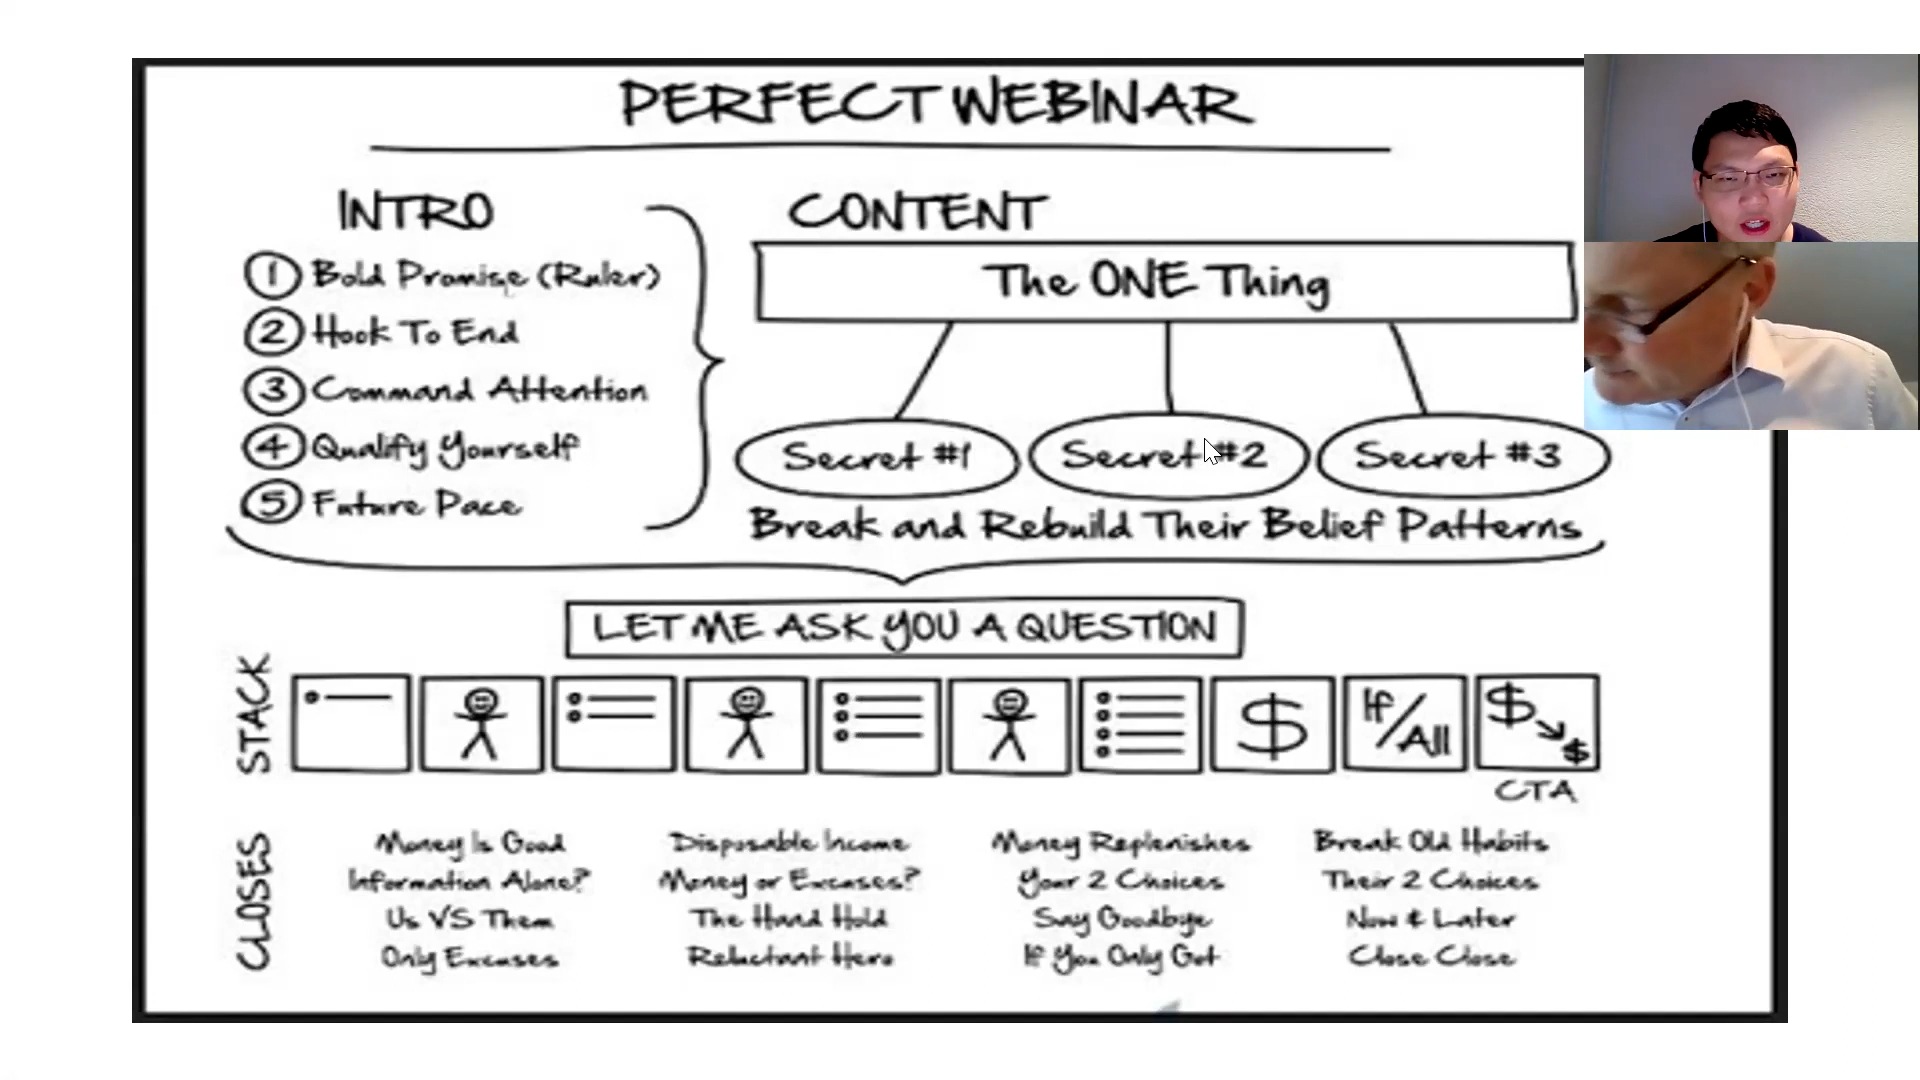 PERFECT WEBINAR
INTRO
1 Bold Promise (Ruler)
2 Hook To End
3 Command Attention
4 Qualify Yourself
5 Future Pace
CONTENT
The ONE Thing
Secret #1
Secret #2
Secret #3
Break and Rebuild Their Belief Patterns
LET ME ASK YOU A QUESTION
STACK
$
If/All
$ $
CTA
CLOSES
Money Is Good
Information Alone?
Us VS Them
Only Excuses
Disposable Income
Money or Excuses?
The Hand Hold
Reluctant Hero
Money Replenishes
Your 2 Choices
Say Goodbye
If You Only Got
Break Old Habits
Their 2 Choices
Now & Later
Close Close